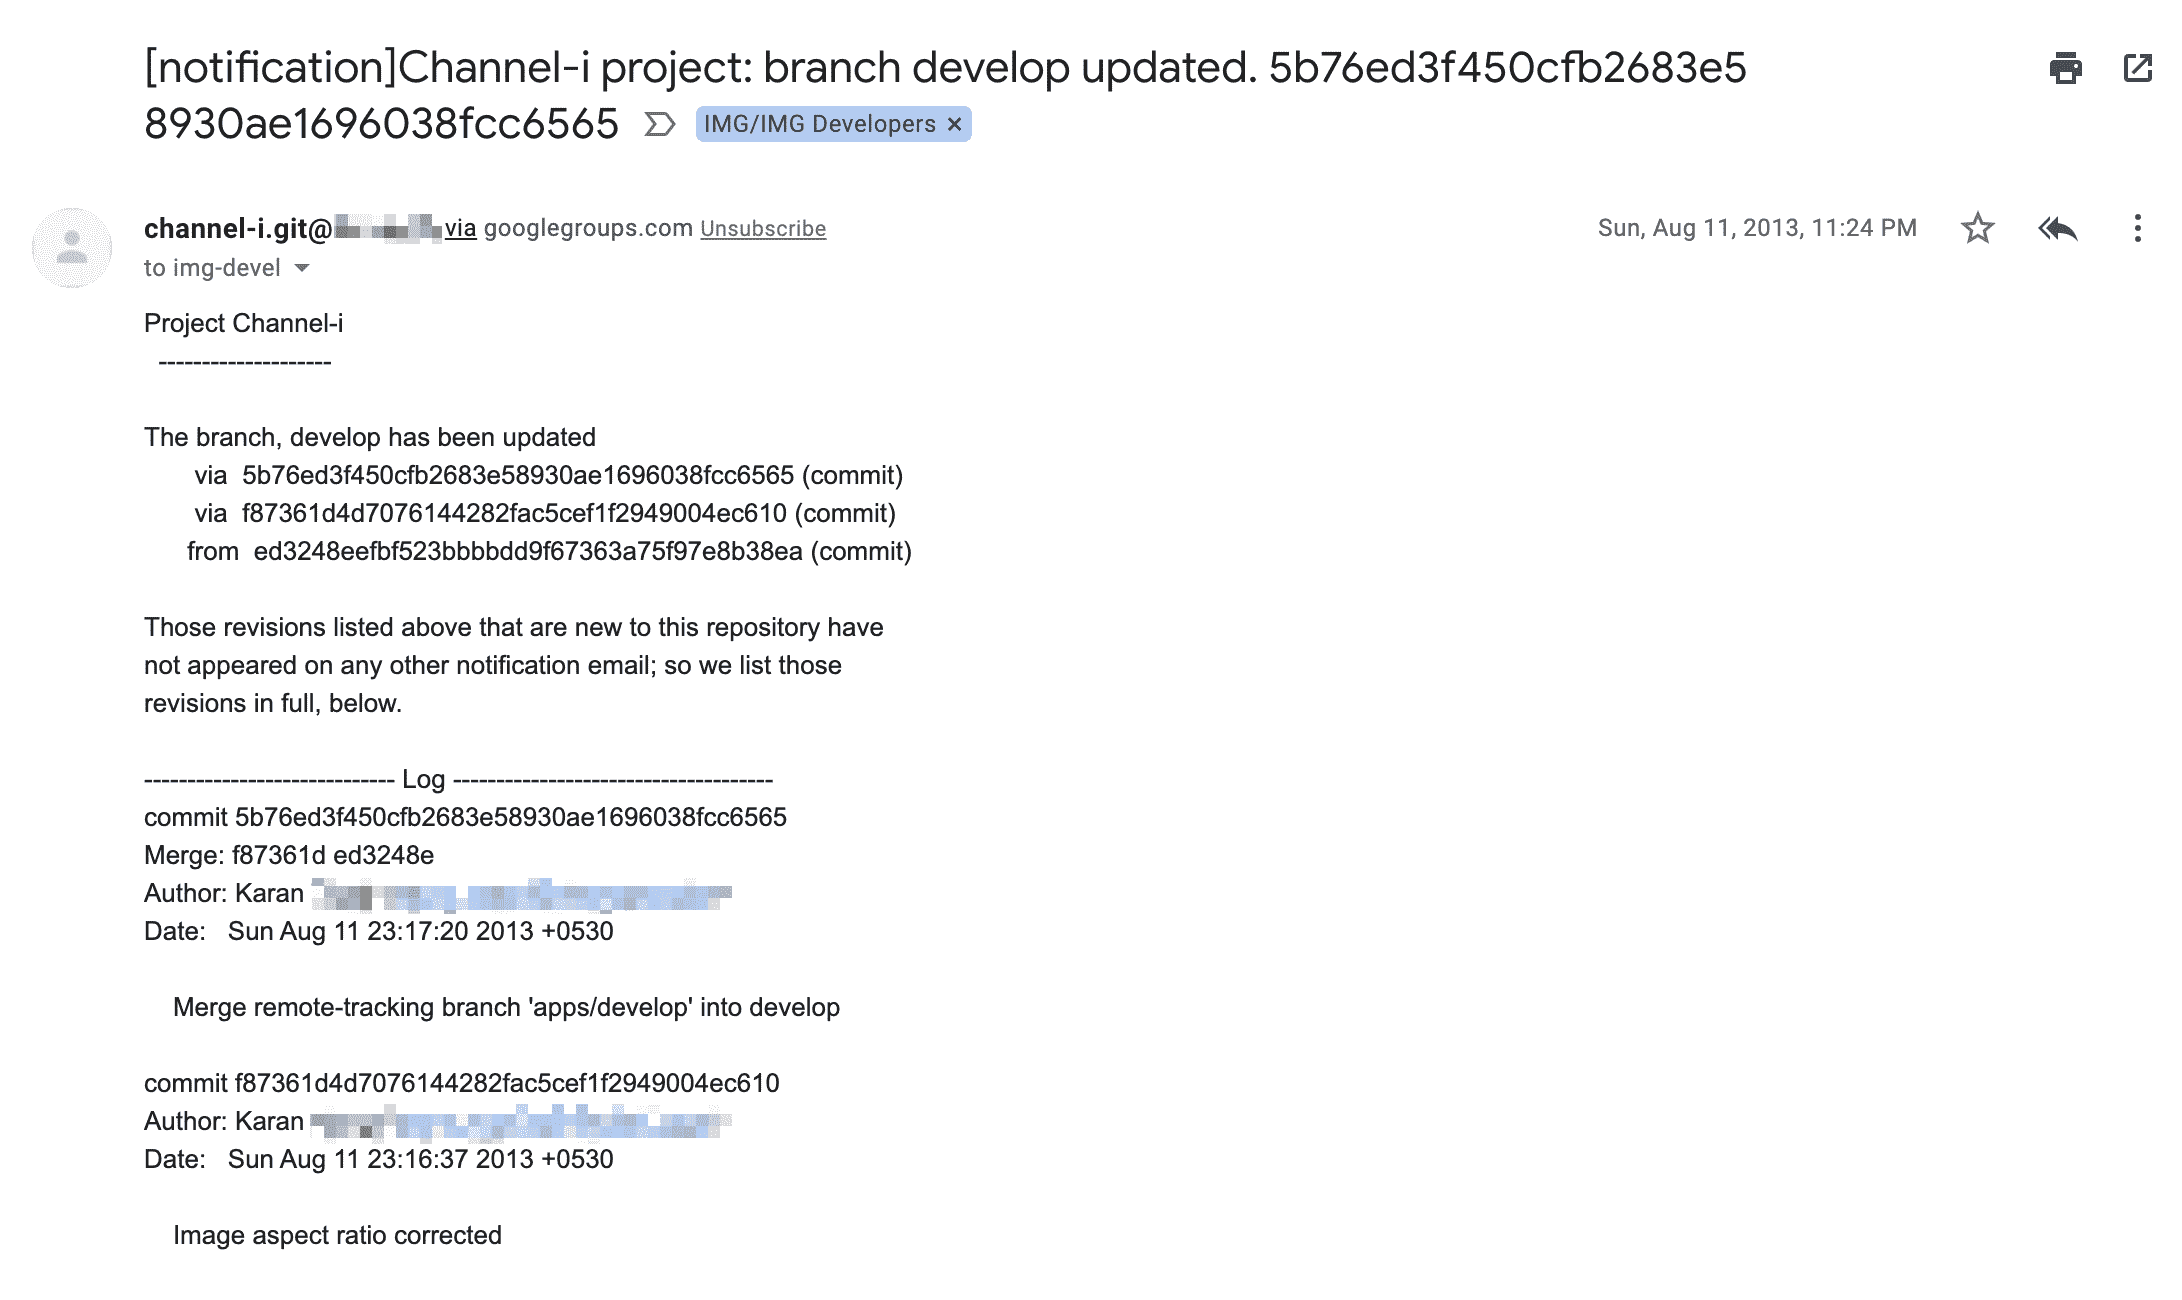 [notification]Channel-i project: branch develop updated. 5b76ed3f450cfb2683e5
8930ae1696038fcc6565 IMG/IMG Developers ×
channel-i.git@ via googlegroups.com Unsubscribe Sun, Aug 11, 2013, 11:24 PM
to img-devel
Project Channel-i
--------------------
The branch, develop has been updated
via 5b76ed3f450cfb2683e58930ae1696038fcc6565 (commit)
via f87361d4d7076144282fac5cef1f2949004ec610 (commit)
from ed3248eefbf523bbbbdd9f67363a75f97e8b38ea (commit)
Those revisions listed above that are new to this repository have
not appeared on any other notification email; so we list those
revisions in full, below.
----------------------------- Log -------------------------------------
commit 5b76ed3f450cfb2683e58930ae1696038fcc6565
Merge: f87361d ed3248e
Author: Karan
Date: Sun Aug 11 23:17:20 2013 +0530
Merge remote-tracking branch 'apps/develop' into develop
commit f87361d4d7076144282fac5cef1f2949004ec610
Author: Karan
Date: Sun Aug 11 23:16:37 2013 +0530
Image aspect ratio corrected